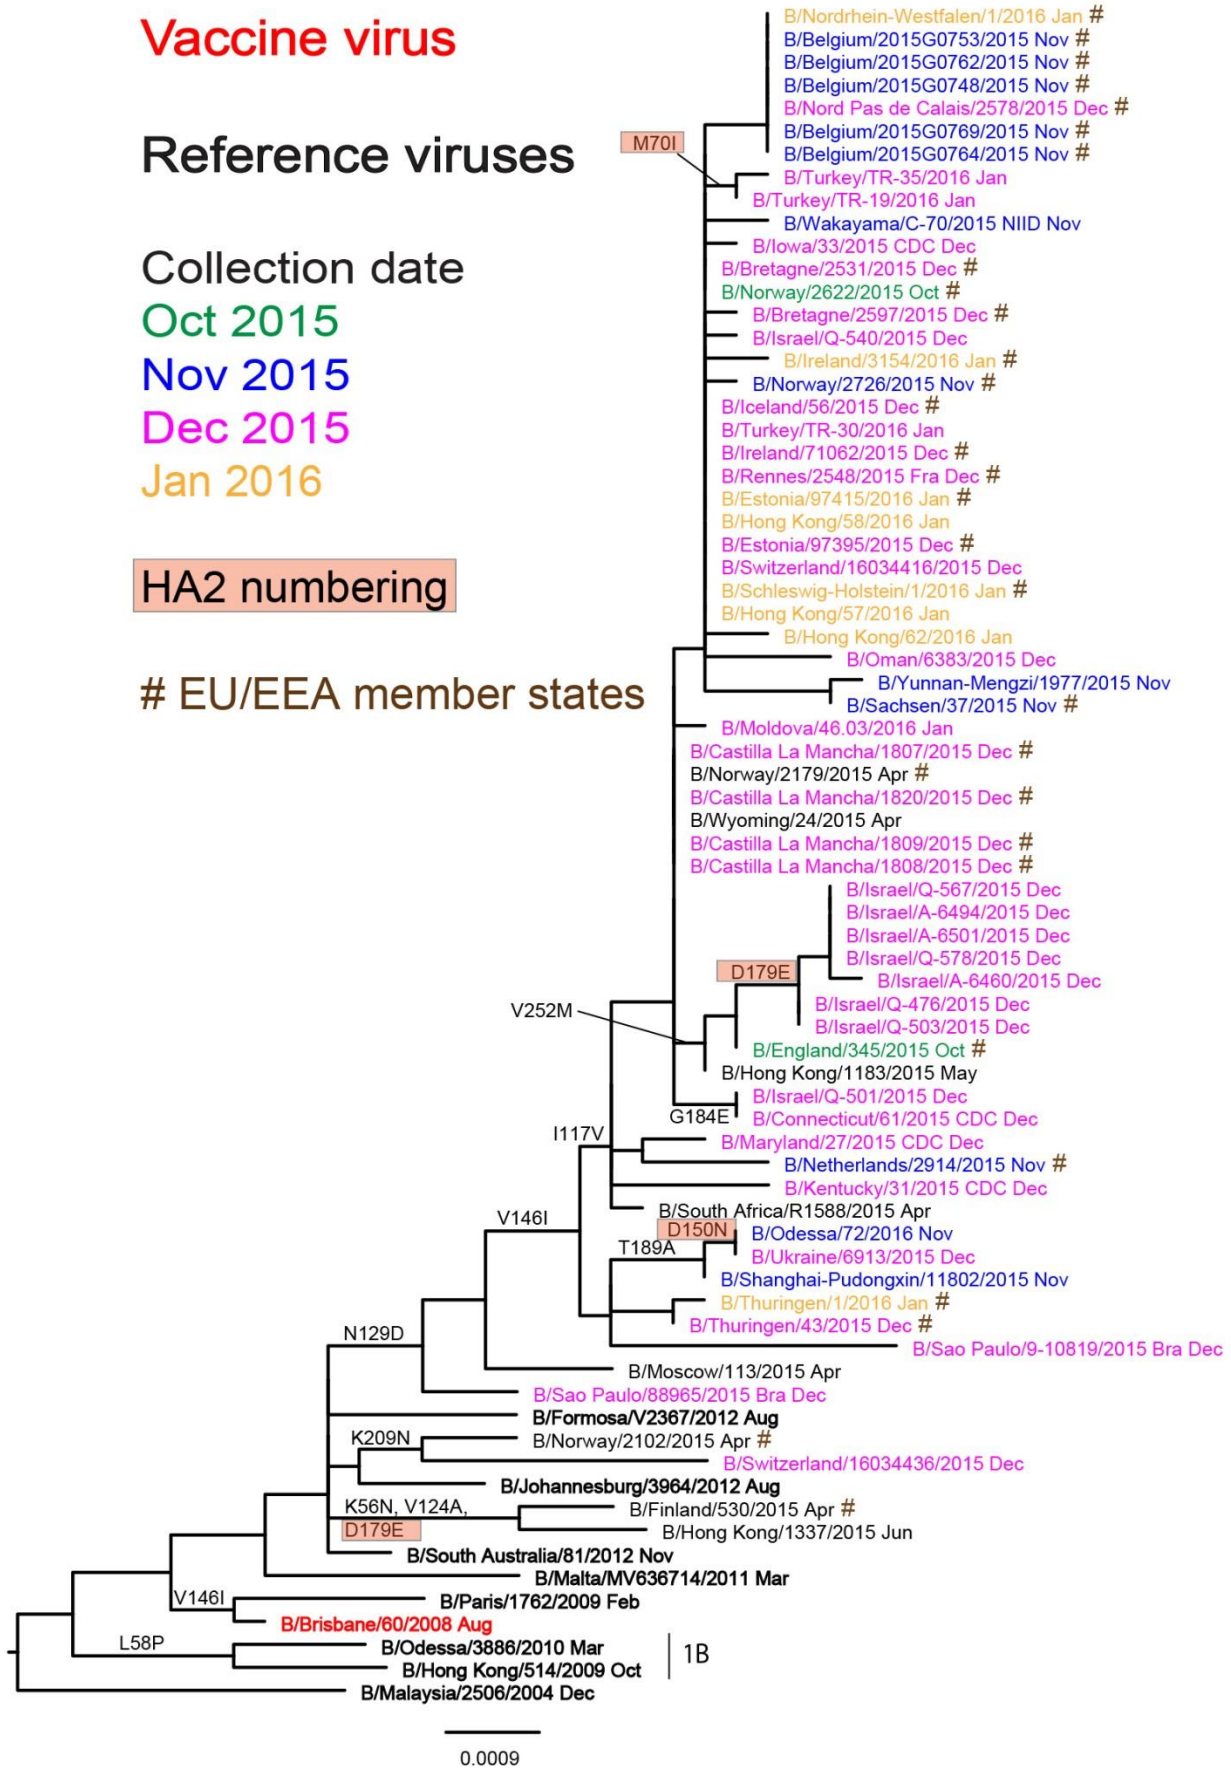 Vaccine virus
Reference viruses
Collection date
Oct 2015
Nov 2015
Dec 2015
Jan 2016
HA2 numbering
# EU/EEA member states
B/Nordrhein-Westfalen/1/2016 Jan #
B/Belgium/2015G0753/2015 Nov #
B/Belgium/2015G0762/2015 Nov #
B/Belgium/2015G0748/2015 Nov #
B/Nord Pas de Calais/2578/2015 Dec #
B/Belgium/2015G0769/2015 Nov #
M70I
B/Belgium/2015G0764/2015 Nov #
B/Turkey/TR-35/2016 Jan
B/Turkey/TR-19/2016 Jan
B/Wakayama/C-70/2015 NIID Nov
B/Iowa/33/2015 CDC Dec
B/Bretagne/2531/2015 Dec #
B/Norway/2622/2015 Oct #
B/Bretagne/2597/2015 Dec #
B/Israel/Q-540/2015 Dec
B/Ireland/3154/2016 Jan #
B/Norway/2726/2015 Nov #
B/Iceland/56/2015 Dec #
B/Turkey/TR-30/2016 Jan
B/Ireland/71062/2015 Dec #
B/Rennes/2548/2015 Fra Dec #
B/Estonia/97415/2016 Jan #
B/Hong Kong/58/2016 Jan
B/Estonia/97395/2015 Dec #
B/Switzerland/16034416/2015 Dec
B/Schleswig-Holstein/1/2016 Jan #
B/Hong Kong/57/2016 Jan
B/Hong Kong/62/2016 Jan
B/Oman/6383/2015 Dec
B/Yunnan-Mengzi/1977/2015 Nov
B/Sachsen/37/2015 Nov #
B/Moldova/46.03/2016 Jan
B/Castilla La Mancha/1807/2015 Dec #
B/Norway/2179/2015 Apr #
B/Castilla La Mancha/1820/2015 Dec #
B/Wyoming/24/2015 Apr
B/Castilla La Mancha/1809/2015 Dec #
B/Castilla La Mancha/1808/2015 Dec #
B/Israel/Q-567/2015 Dec
B/Israel/A-6494/2015 Dec
B/Israel/A-6501/2015 Dec
B/Israel/Q-578/2015 Dec
D179E
B/Israel/A-6460/2015 Dec
B/Israel/Q-476/2015 Dec
V252M
B/Israel/Q-503/2015 Dec
B/England/345/2015 Oct #
B/Hong Kong/1183/2015 May
B/Israel/Q-501/2015 Dec
G184E
B/Connecticut/61/2015 CDC Dec
I117V
B/Maryland/27/2015 CDC Dec
B/Netherlands/2914/2015 Nov #
B/Kentucky/31/2015 CDC Dec
B/South Africa/R1588/2015 Apr
V146I
D150N
B/Odessa/72/2016 Nov
T189A
B/Ukraine/6913/2015 Dec
B/Shanghai-Pudongxin/11802/2015 Nov
B/Thuringen/1/2016 Jan #
B/Thuringen/43/2015 Dec #
N129D
B/Sao Paulo/9-10819/2015 Bra Dec
B/Moscow/113/2015 Apr
B/Sao Paulo/88965/2015 Bra Dec
B/Formosa/V2367/2012 Aug
K209N
B/Norway/2102/2015 Apr #
B/Switzerland/16034436/2015 Dec
B/Johannesburg/3964/2012 Aug
K56N, V124A,
B/Finland/530/2015 Apr #
D179E
B/Hong Kong/1337/2015 Jun
B/South Australia/81/2012 Nov
B/Malta/MV636714/2011 Mar
V146I
B/Paris/1762/2009 Feb
B/Brisbane/60/2008 Aug
L58P
B/Odessa/3886/2010 Mar
1B
B/Hong Kong/514/2009 Oct
B/Malaysia/2506/2004 Dec
0.0009